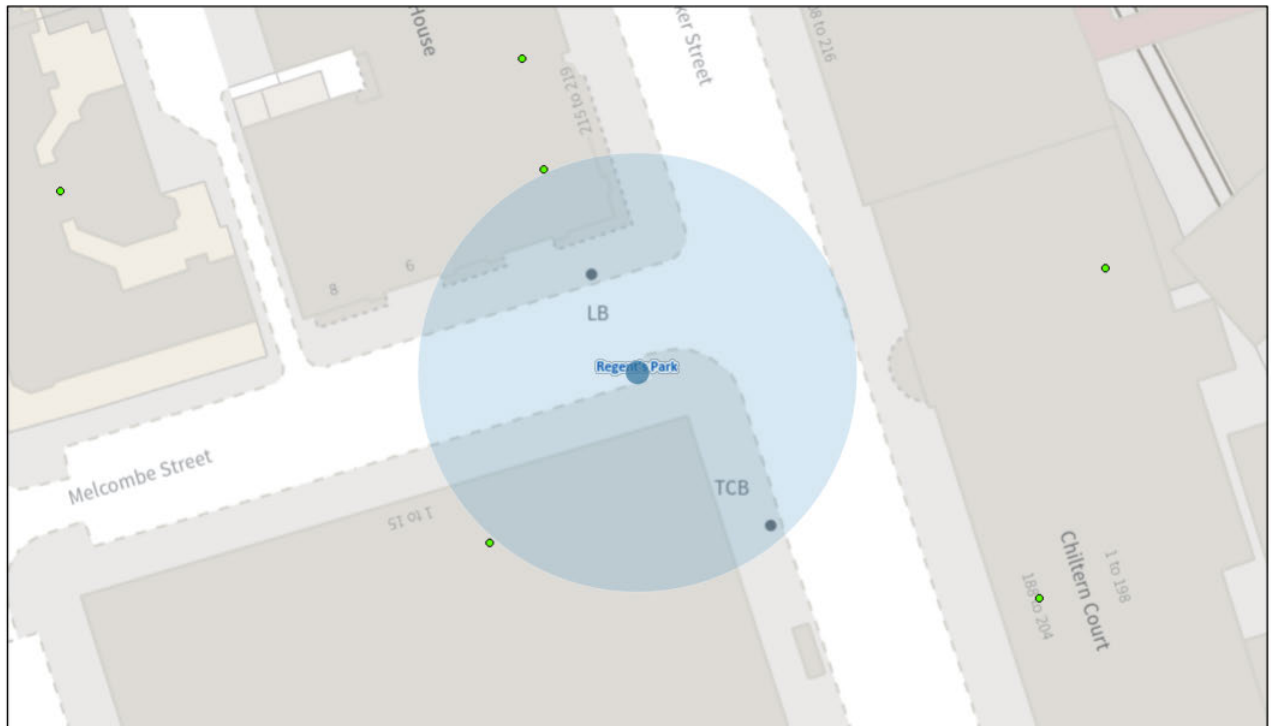 House
ker Street
8 to 216
215 to 219
6
8
LB
Regent's Park
Melcombe Street
TCB
1 to 15
Chiltern Court
1 to 198
188 to 204